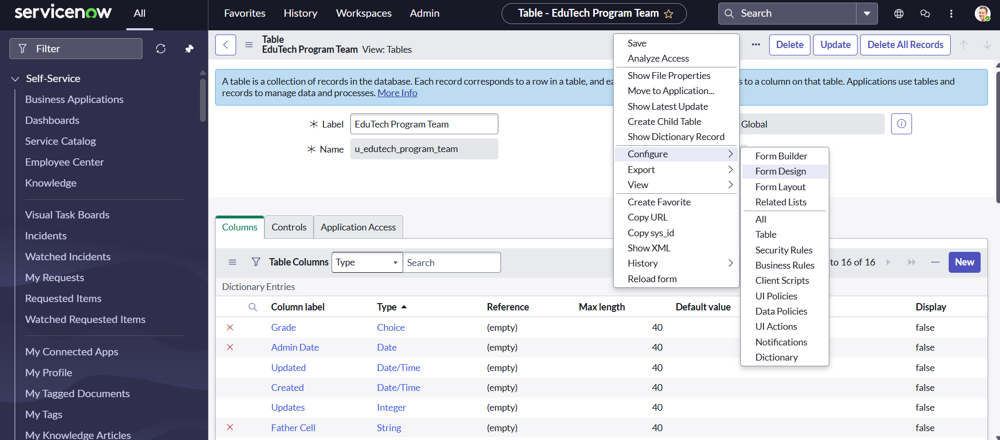 servicenow
All
Favorites
History
Workspaces
Admin
Table - EduTech Program Team
Search
Filter
Self-Service
Business Applications
Dashboards
Service Catalog
Employee Center
Knowledge
Visual Task Boards
Incidents
Watched Incidents
My Requests
Requested Items
Watched Requested Items
My Connected Apps
My Profile
My Tagged Documents
My Tags
My Knowledge Articles
Table
EduTech Program Team View: Tables
Delete
Update
Delete All Records
A table is a collection of records in the database. Each record corresponds to a row in a table, and ea
s to a column on that table. Applications use tables and
records to manage data and processes. More Info
Label
EduTech Program Team
Global
Name
u_edutech_program_team
Save
Analyze Access
Show File Properties
Move to Application...
Show Latest Update
Create Child Table
Show Dictionary Record
Configure
Export
View
Create Favorite
Copy URL
Copy sys_id
Show XML
History
Reload form
Form Builder
Form Design
Form Layout
Related Lists
All
Table
Security Rules
Business Rules
Client Scripts
UI Policies
Data Policies
UI Actions
Notifications
Dictionary
Columns
Controls
Application Access
Table Columns
Type
Search
to 16 of 16
New
Dictionary Entries
Column label Type Reference Max length Default value Display
Grade Choice (empty) 40 false
Admin Date Date (empty) 40 false
Updated Date/Time (empty) 40 false
Created Date/Time (empty) 40 false
Updates Integer (empty) 40 false
Father Cell String (empty) 40 false